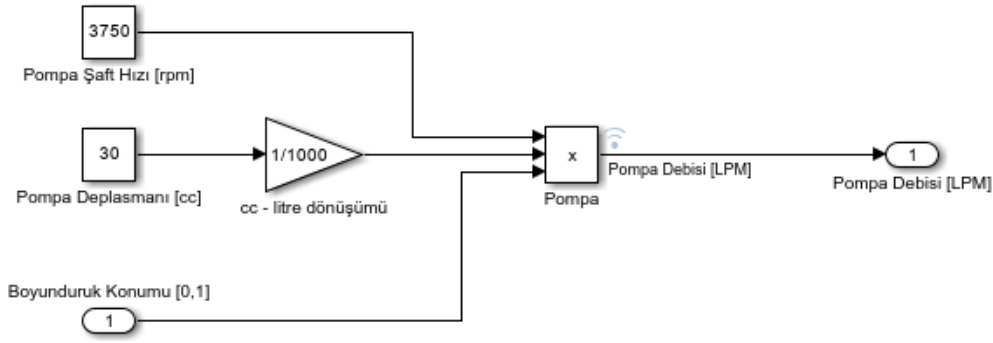 3750
Pompa Şaft Hızı [rpm]
30
Pompa Deplasmanı [cc]
1/1000
cc - litre dönüşümü
x
Pompa
Pompa Debisi [LPM]
1
Pompa Debisi [LPM]
Boyunduruk Konumu [0,1]
1